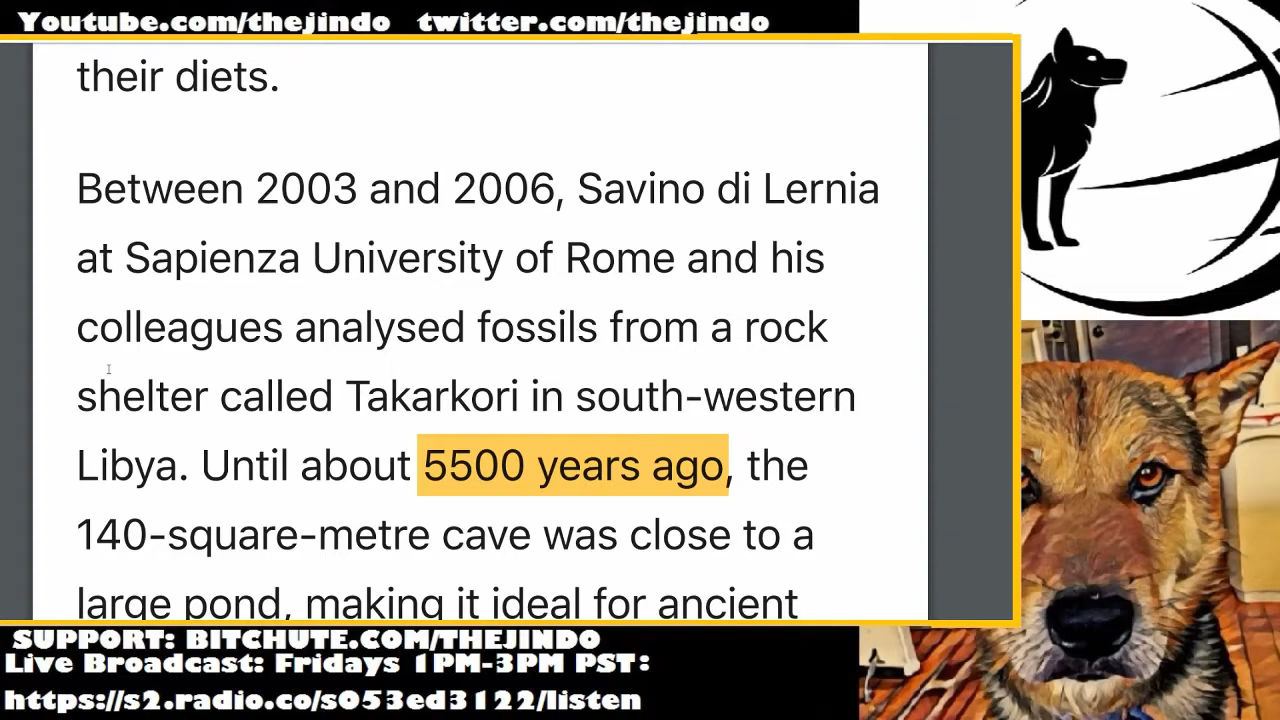 Youtube.com/thejindo twitter.com/thejindo
their diets.
Between 2003 and 2006, Savino di Lernia
at Sapienza University of Rome and his
colleagues analysed fossils from a rock
shelter called Takarkori in south-western
Libya. Until about 5500 years ago, the
140-square-metre cave was close to a
large pond, making it ideal for ancient
SUPPORT: BITCHUTE.COM/THEJINDO
Live Broadcast: Fridays 1PM-3PM PST:
https://s2.radio.co/s053ed3122/listen